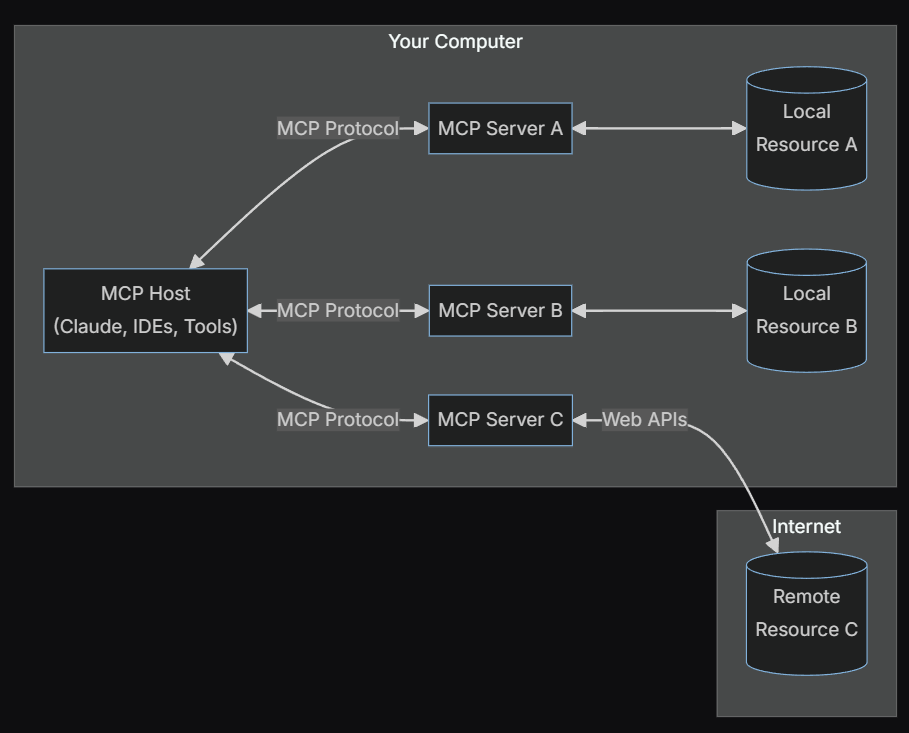 Your Computer
MCP Protocol
MCP Server A
Local
Resource A
MCP Host
(Claude, IDEs, Tools)
MCP Protocol
MCP Server B
Local
Resource B
MCP Protocol
MCP Server C
Web APIs
Internet
Remote
Resource C